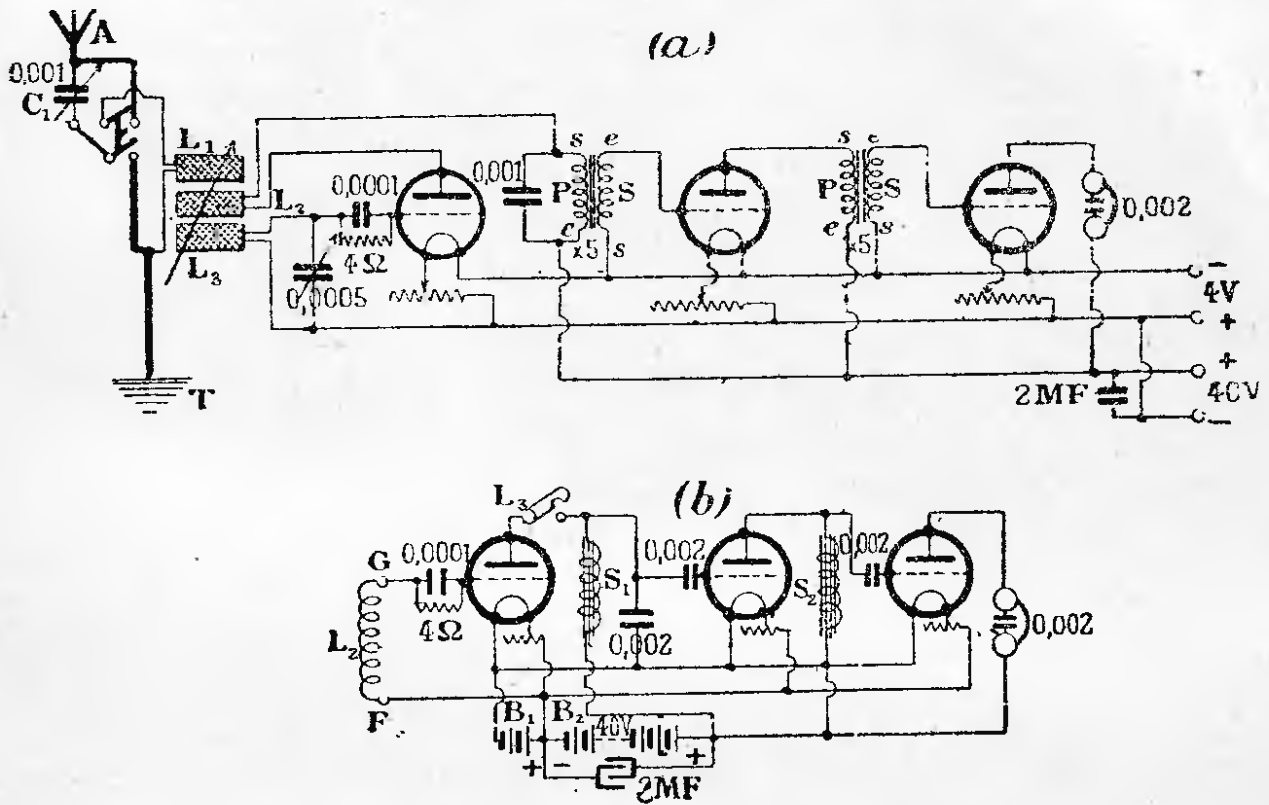 (a)
A
0,001
C₁
L₁
L₂
L₃
T
0,0001
4Ω
0,0005
0,001
s e
P S
c s
x5
s e
P S
e s
x5
0,002
−
4V
+
+
40V
−
2MF
(b)
L₃
G
0,0001
4Ω
L₂
F
S₁
0,002
0,002
S₂
0,002
0,002
B₁
B₂
40V
+
−
+
2MF